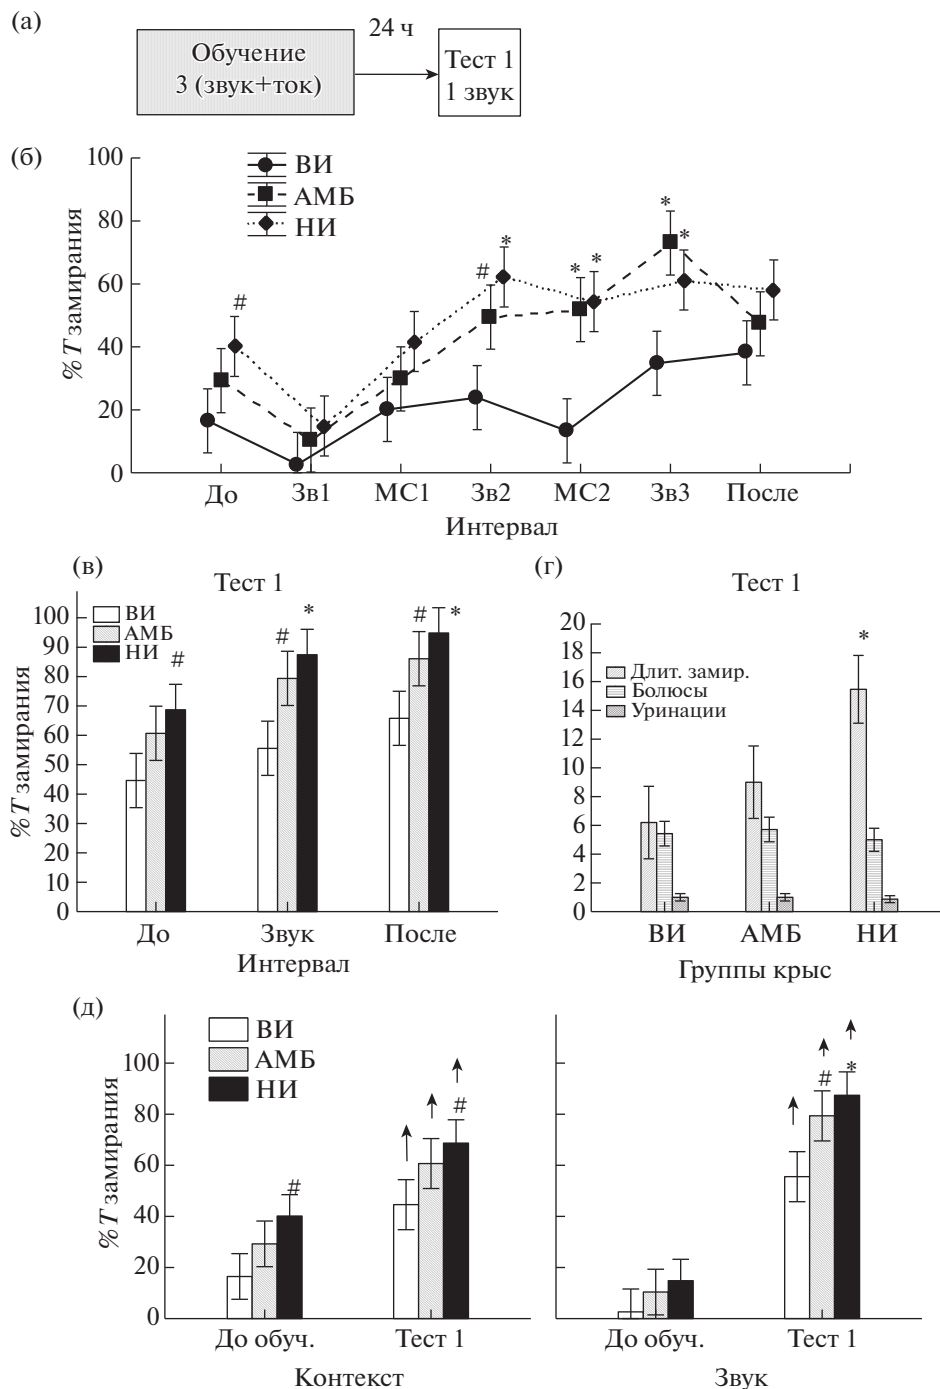 (а)
24 ч
Обучение
3 (звук+ток)
Тест 1
1 звук
(б)
ВИ
АМБ
НИ
%T замирания
100
80
60
40
20
0
#
#
*
*
*
*
*
До
Зв1
МС1
Зв2
МС2
Зв3
После
Интервал
(в)
Тест 1
ВИ
АМБ
НИ
%T замирания
100
90
80
70
60
50
40
30
20
10
0
#
#
*
#
*
До
Звук
После
Интервал
(г)
Тест 1
20
18
16
14
12
10
8
6
4
2
0
Длит. замир.
Болюсы
Уринации
*
ВИ
АМБ
НИ
Группы крыс
(д)
ВИ
АМБ
НИ
%T замирания
100
80
60
40
20
0
#
#
До обуч.
Тест 1
Контекст
#
*
До обуч.
Тест 1
Звук